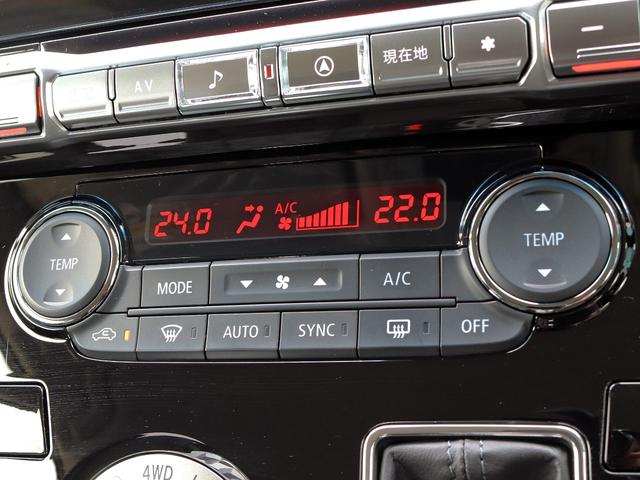 AV 現在地
24.0 A/C 22.0
TEMP MODE A/C TEMP
AUTO SYNC OFF
4WD